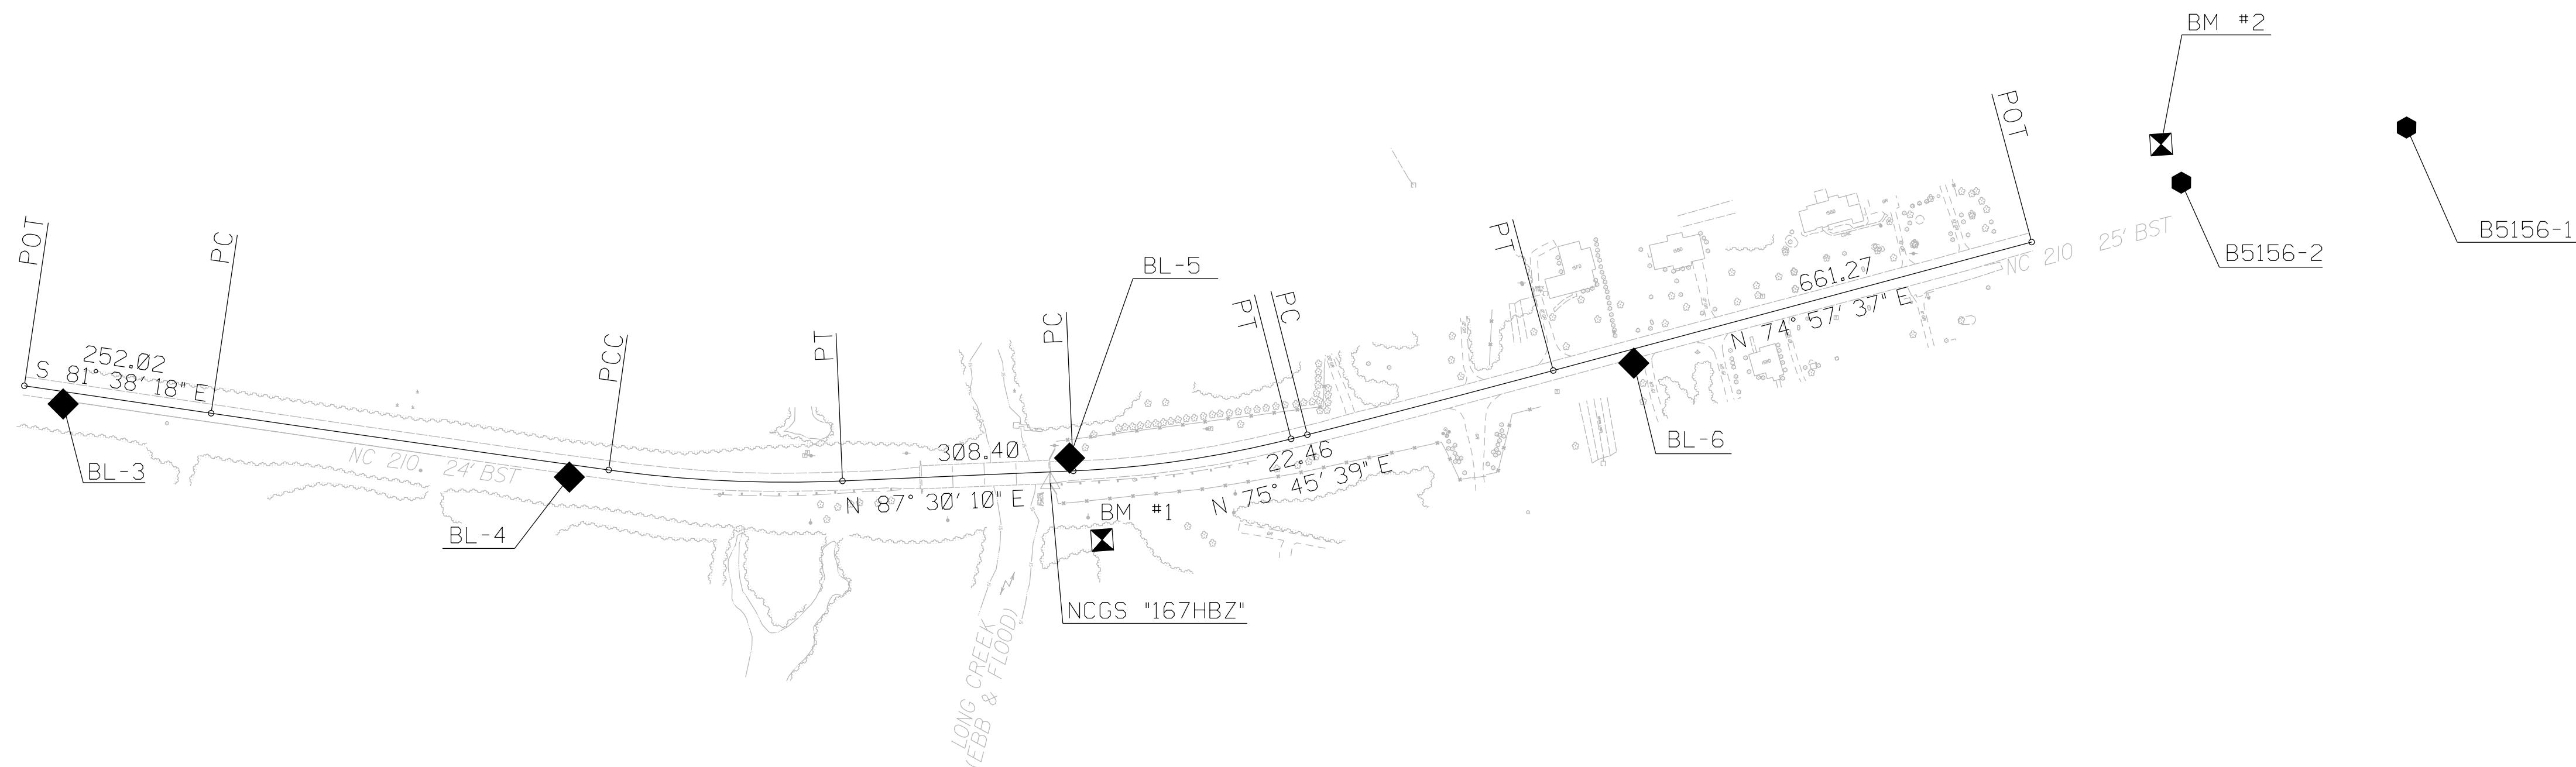 BM #2
POT
B5156-1
B5156-2
NC 210 25' BST
POT
PC
PCC
PT
PC
BL-5
PT
PC
PT
661.27
N 74° 57' 37" E
252.02
S 81° 38' 18" E
BL-3
NC 210 24' BST
BL-4
308.40
N 87° 30' 10" E
22.46
N 75° 45' 39" E
BL-6
BM #1
NCGS "167HBZ"
LONG CREEK
(EBB & FLOOD)